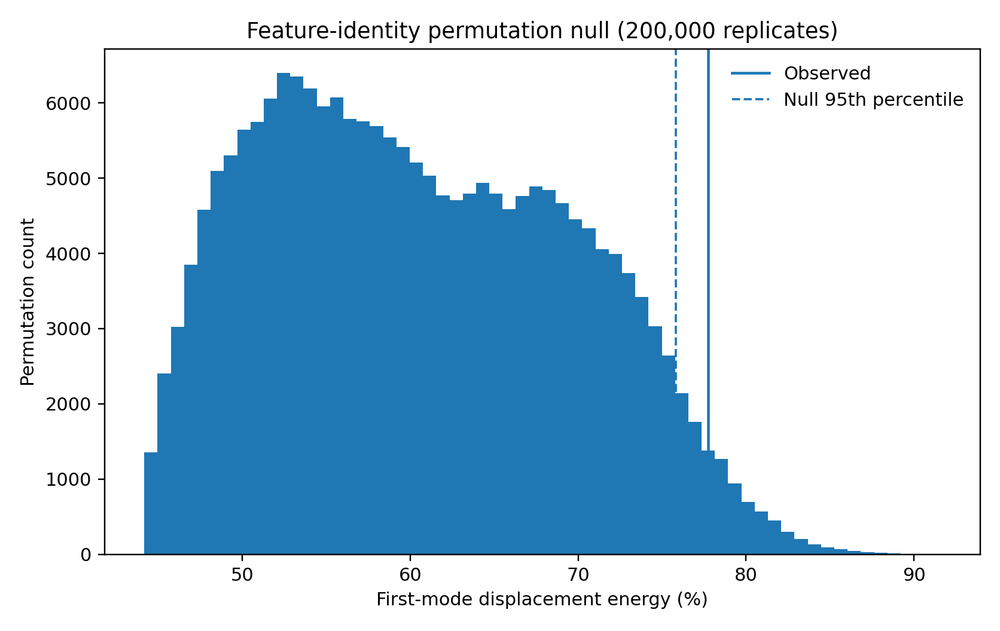 Feature-identity permutation null (200,000 replicates)
Observed
Null 95th percentile
6000
5000
4000
3000
2000
1000
0
Permutation count
50 60 70 80 90
First-mode displacement energy (%)